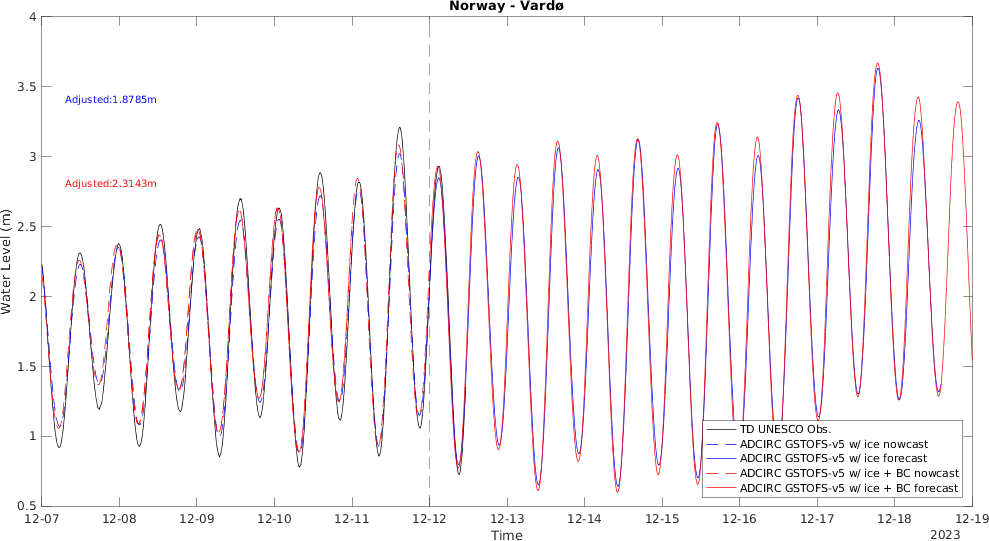 Norway - Vardø
4
3.5
3
2.5
2
1.5
1
0.5
Water Level (m)
Adjusted:1.8785m
Adjusted:2.3143m
TD UNESCO Obs.
ADCIRC GSTOFS-v5 w/ ice nowcast
ADCIRC GSTOFS-v5 w/ ice forecast
ADCIRC GSTOFS-v5 w/ ice + BC nowcast
ADCIRC GSTOFS-v5 w/ ice + BC forecast
12-07 12-08 12-09 12-10 12-11 12-12 12-13 12-14 12-15 12-16 12-17 12-18 12-19
Time
2023